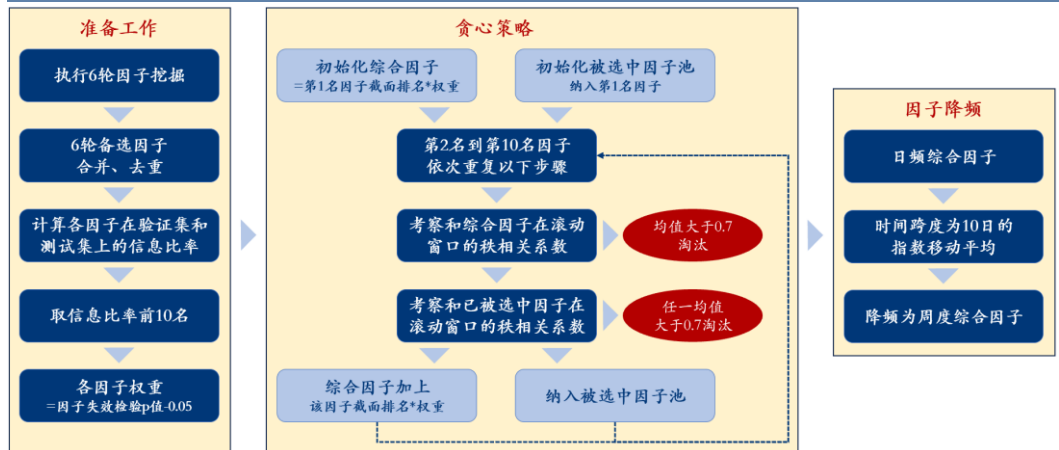 准备工作
执行6轮因子挖掘
6轮备选因子
合并、去重
计算各因子在验证集和
测试集上的信息比率
取信息比率前10名
各因子权重
=因子失效检验p值-0.05
贪心策略
初始化综合因子
=第1名因子截面排名*权重
初始化被选中因子池
纳入第1名因子
第2名到第10名因子
依次重复以下步骤
考察和综合因子在滚动
窗口的秩相关系数
均值大于0.7
淘汰
考察和已被选中因子在
滚动窗口的秩相关系数
任一均值
大于0.7淘汰
综合因子加上
该因子截面排名*权重
纳入被选中因子池
因子降频
日频综合因子
时间跨度为10日的
指数移动平均
降频为周度综合因子